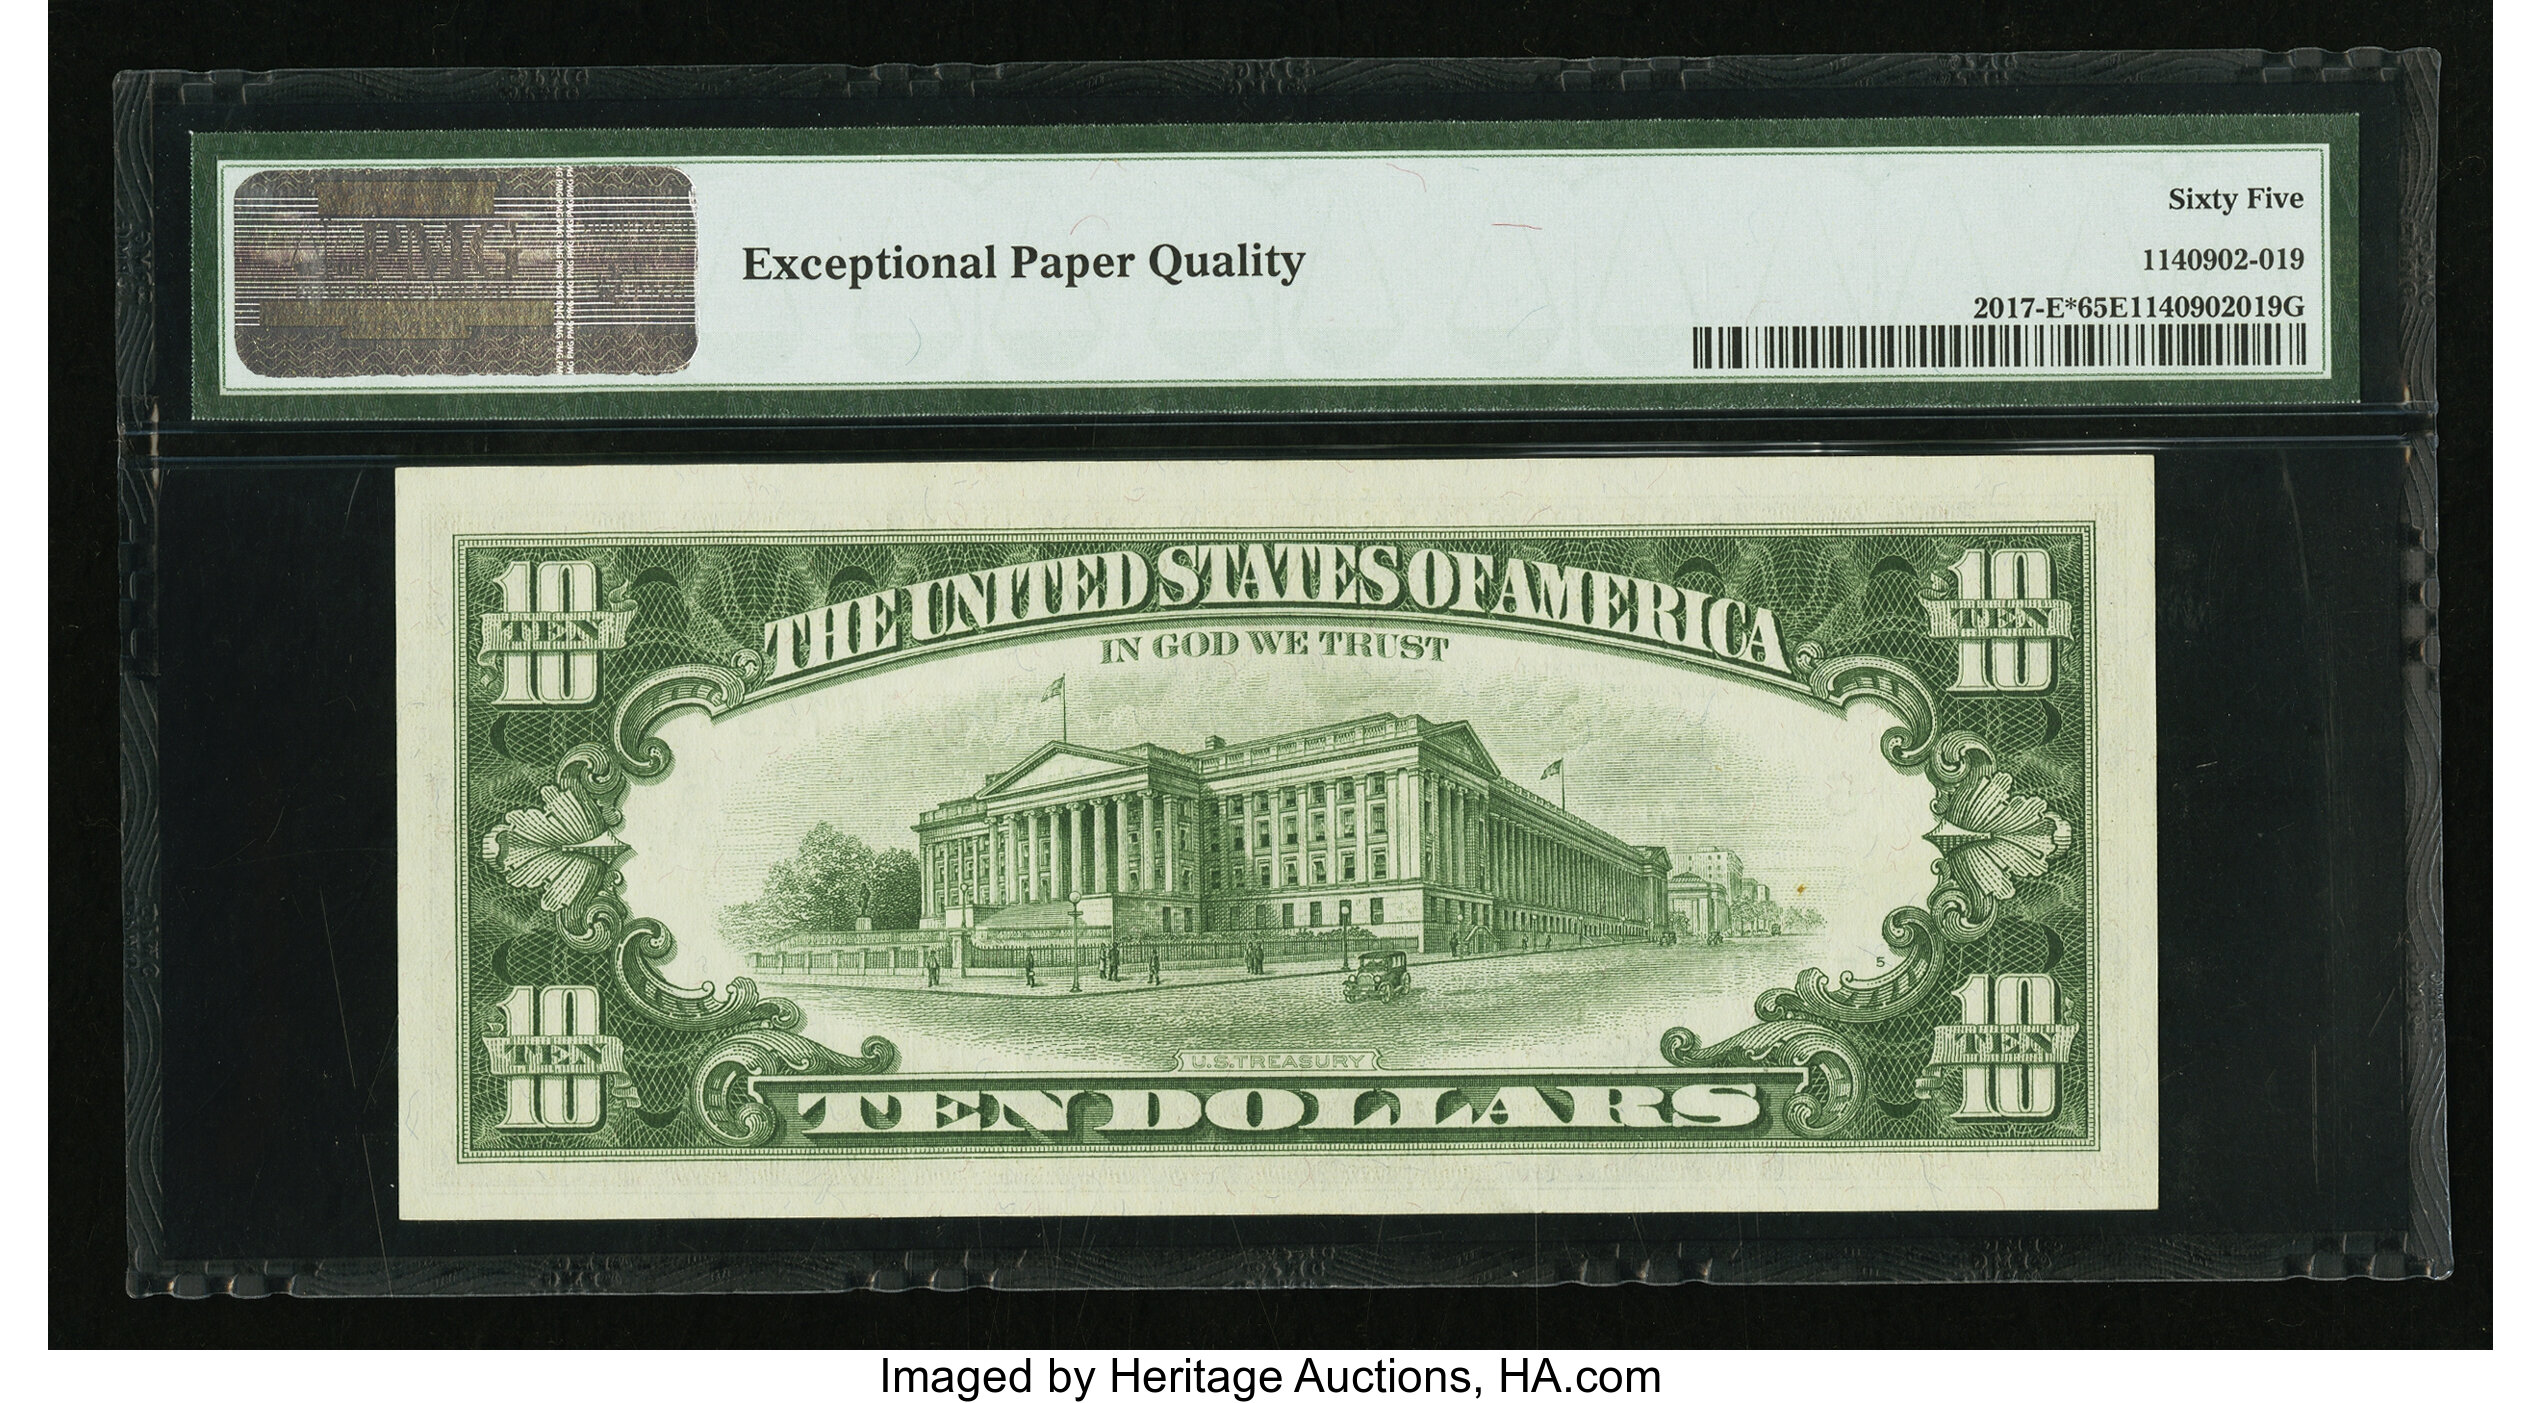 PMG
Exceptional Paper Quality
Sixty Five
1140902-019
2017-E*65E1140902019G
10
TEN
10
TEN
THE UNITED STATES OF AMERICA
IN GOD WE TRUST
5
U.S. TREASURY
10
TEN
10
TEN
TEN DOLLARS
Imaged by Heritage Auctions, HA.com